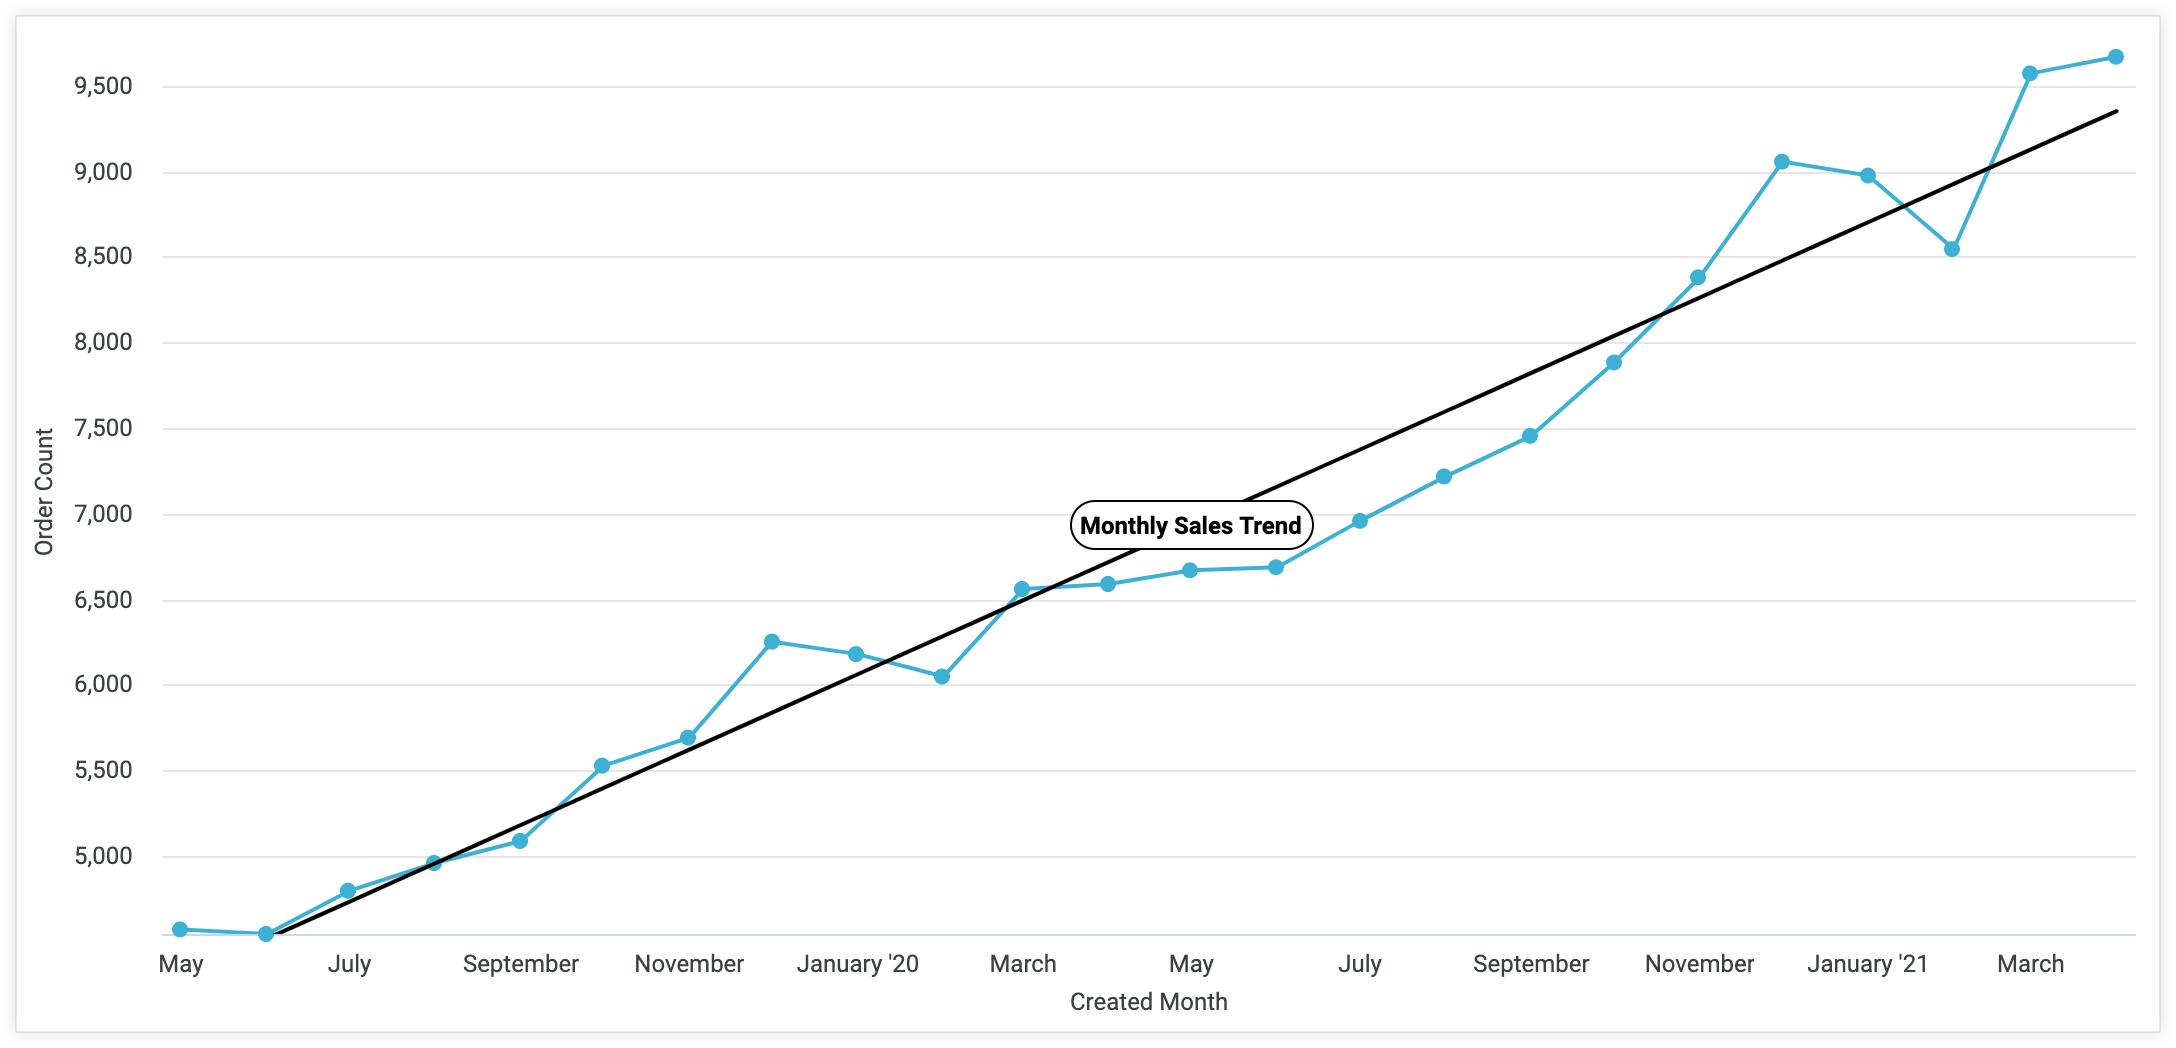 9,500
9,000
8,500
8,000
7,500
7,000
6,500
6,000
5,500
5,000
Order Count
Monthly Sales Trend
May July September November January '20 March May July September November January '21 March
Created Month